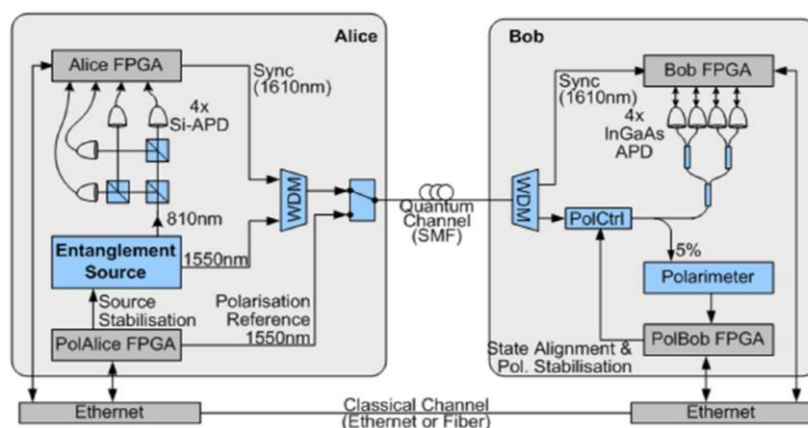 Alice
Alice FPGA
Sync
(1610nm)
4x
Si-APD
WDM
810nm
Entanglement
Source
1550nm
Source
Stabilisation
Polarisation
Reference
1550nm
PolAlice FPGA
Ethernet
Quantum
Channel
(SMF)
Classical Channel
(Ethernet or Fiber)
Bob
Bob FPGA
Sync
(1610nm)
4x
InGaAs
APD
WDM
PolCtrl
5%
Polarimeter
PolBob FPGA
State Alignment &
Pol. Stabilisation
Ethernet